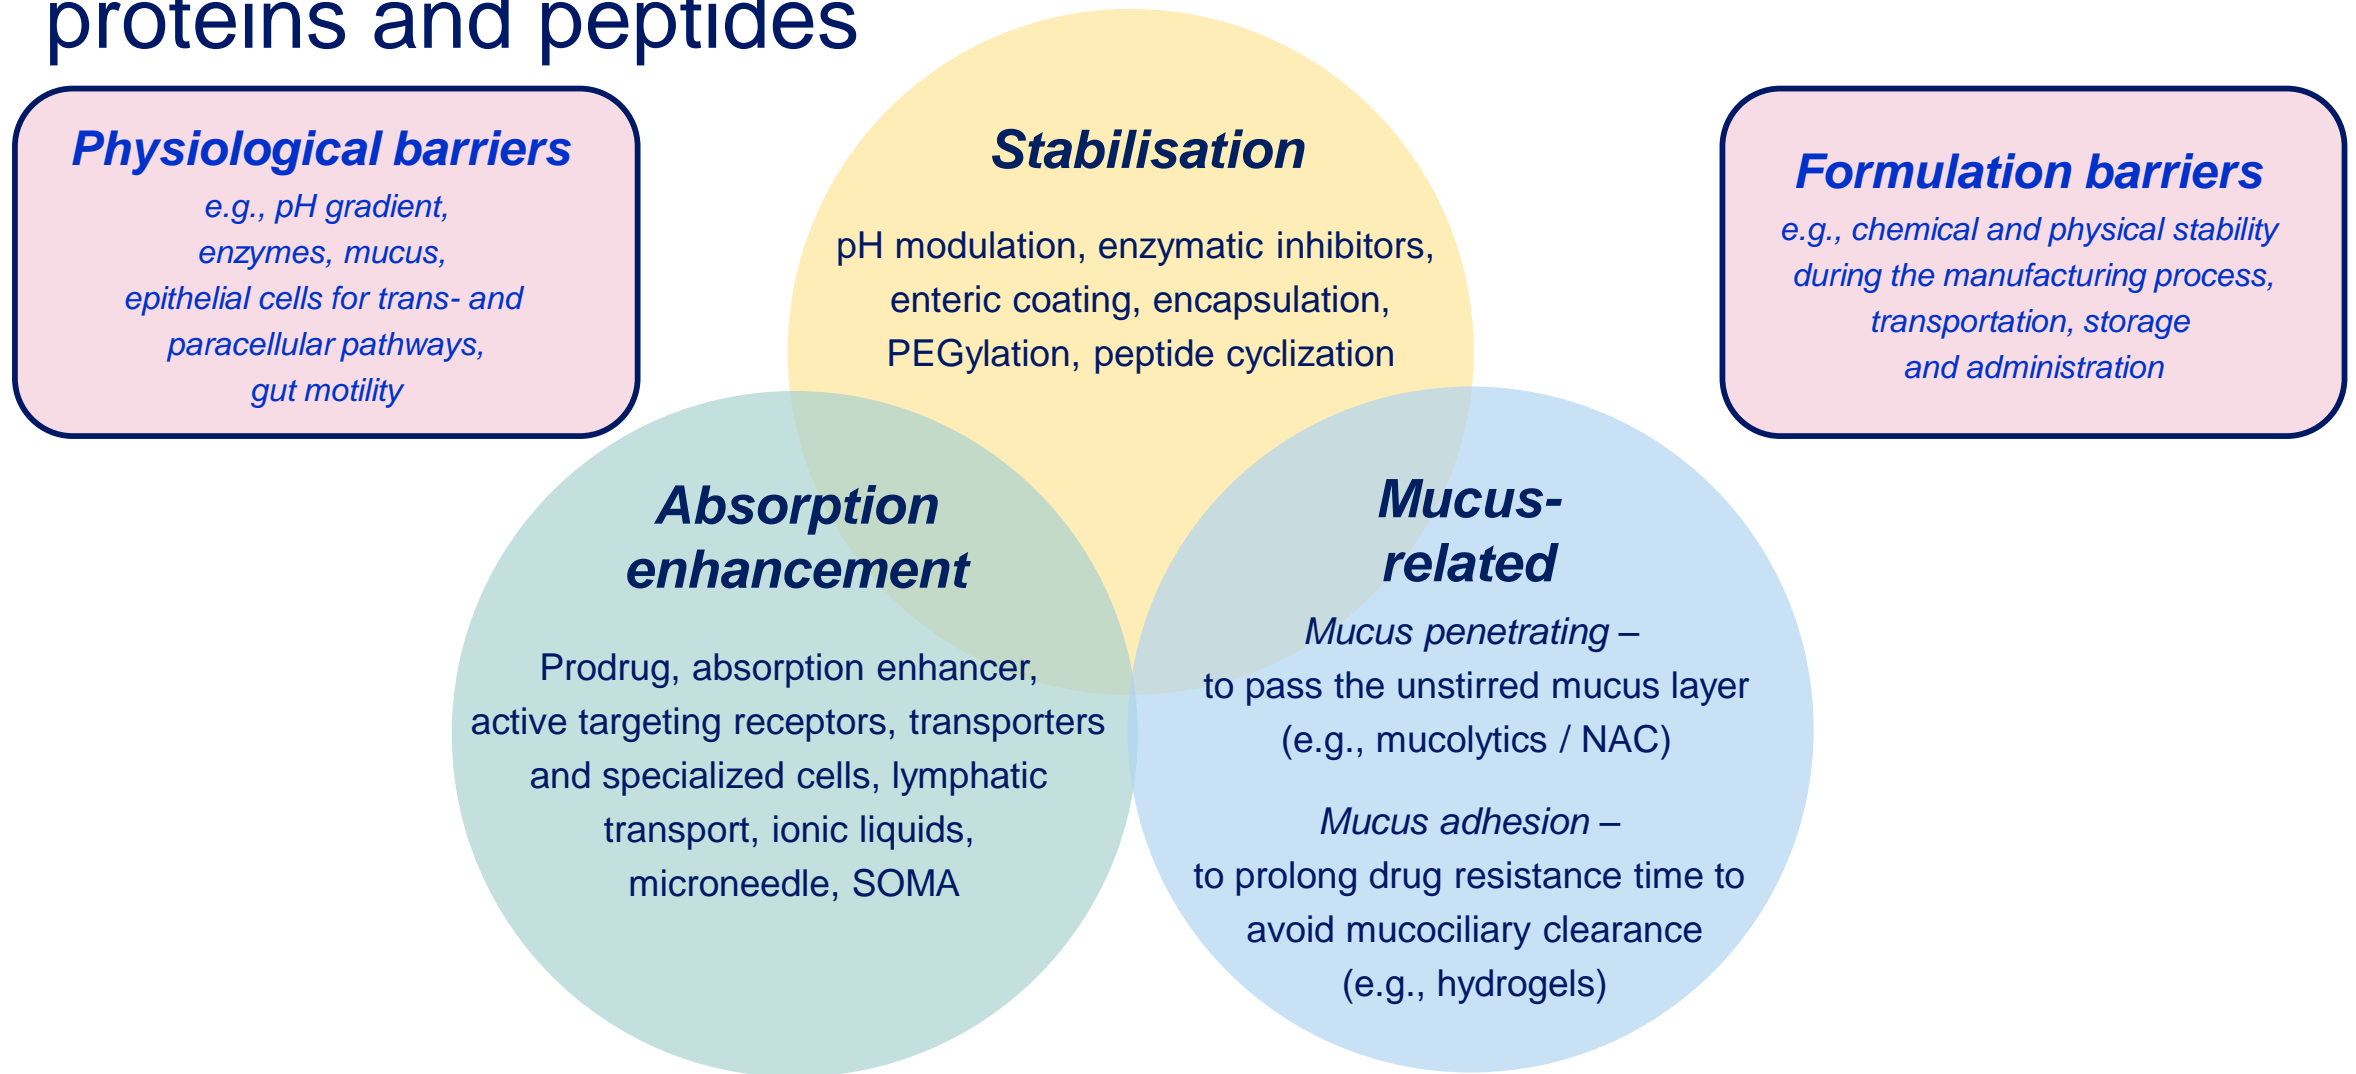 proteins and peptides
Physiological barriers
e.g., pH gradient,
enzymes, mucus,
epithelial cells for trans- and
paracellular pathways,
gut motility
Stabilisation
pH modulation, enzymatic inhibitors,
enteric coating, encapsulation,
PEGylation, peptide cyclization
Formulation barriers
e.g., chemical and physical stability
during the manufacturing process,
transportation, storage
and administration
Absorption
enhancement
Prodrug, absorption enhancer,
active targeting receptors, transporters
and specialized cells, lymphatic
transport, ionic liquids,
microneedle, SOMA
Mucus-
related
Mucus penetrating –
to pass the unstirred mucus layer
(e.g., mucolytics / NAC)
Mucus adhesion –
to prolong drug resistance time to
avoid mucociliary clearance
(e.g., hydrogels)